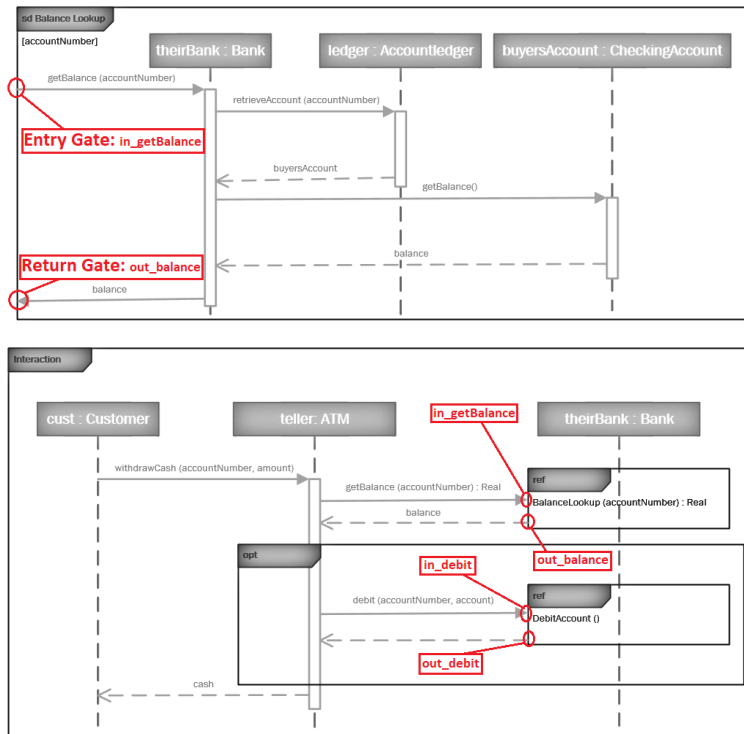 sd Balance Lookup
[accountNumber]
theirBank : Bank
ledger : AccountIedger
buyersAccount : CheckingAccount
getBalance (accountNumber)
retrieveAccount (accountNumber)
Entry Gate: in_getBalance
buyersAccount
getBalance()
Return Gate: out_balance
balance
balance
Interaction
cust : Customer
teller: ATM
in_getBalance
theirBank : Bank
withdrawCash (accountNumber, amount)
getBalance (accountNumber) : Real
ref
BalanceLookup (accountNumber) : Real
balance
opt
in_debit
out_balance
debit (accountNumber, account)
ref
DebitAccount ()
out_debit
cash